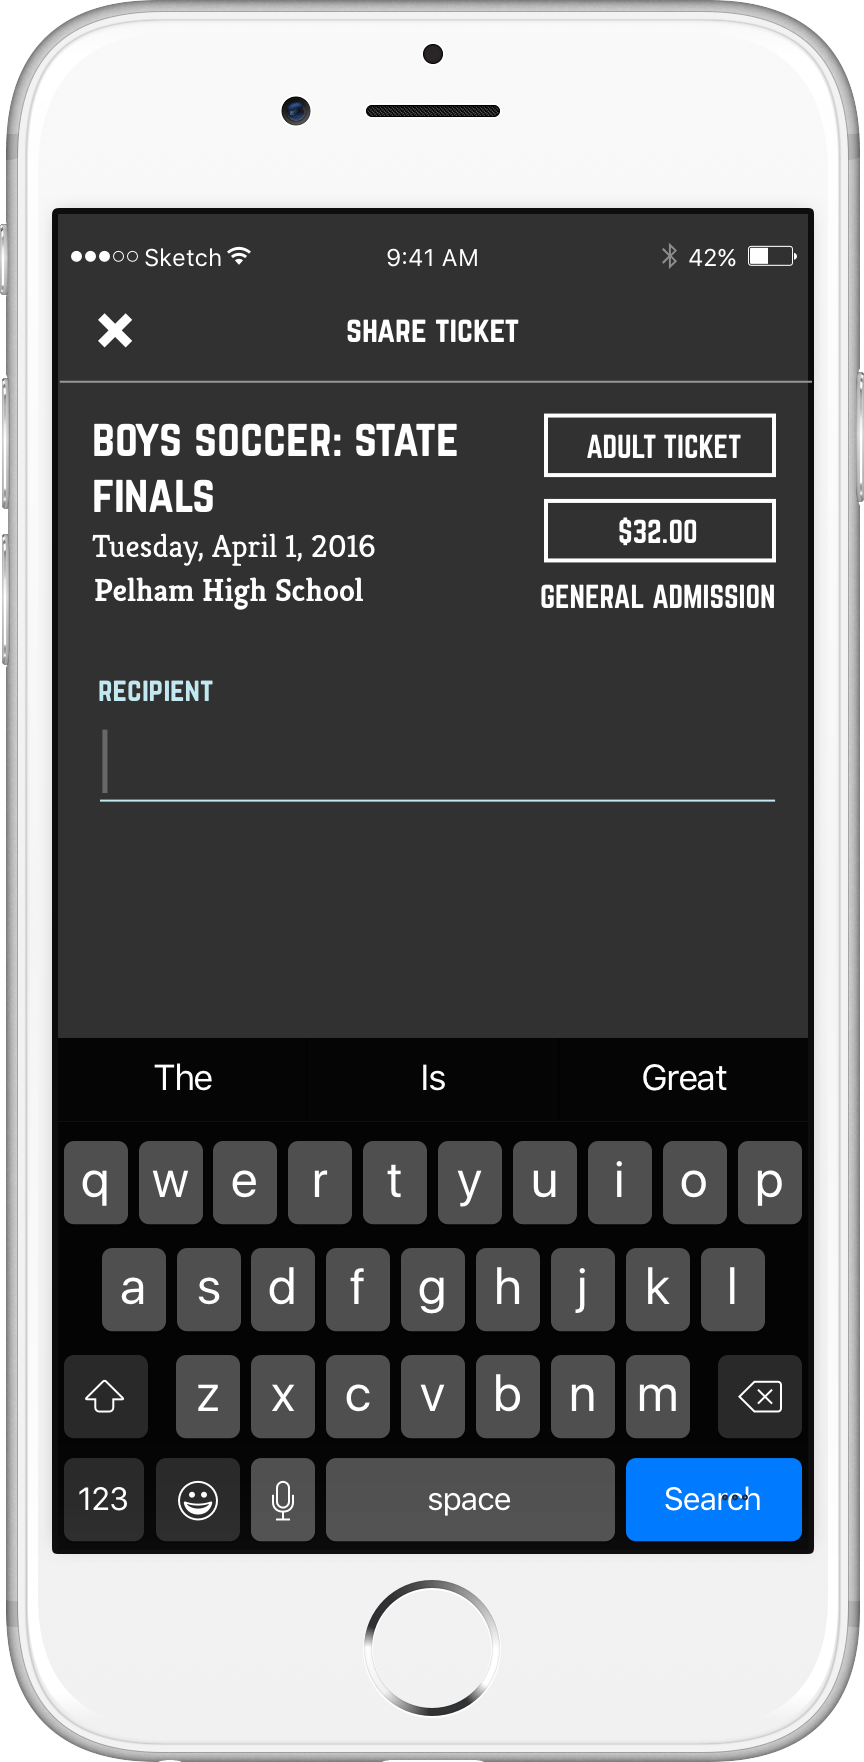 Sketch 9:41 AM 42%
SHARE TICKET
BOYS SOCCER: STATE
FINALS
Tuesday, April 1, 2016
Pelham High School
ADULT TICKET
$32.00
GENERAL ADMISSION
RECIPIENT
The Is Great
q w e r t y u i o p
a s d f g h j k l
z x c v b n m
123 space Search